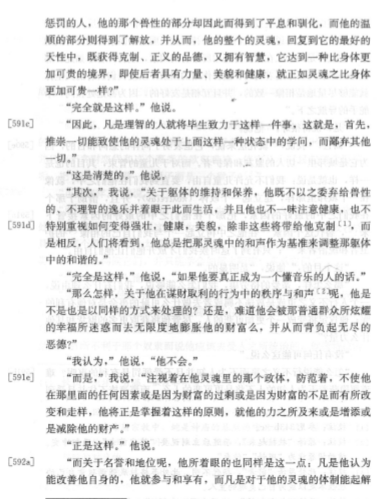 惩罚的人，他的那个兽性的部分却因此而得到了平息和驯化，而他的温
顺的部分则得到了解放，并从而，他的整个的灵魂，回复到它的最好的
天性中，既获得克制、正义的品德，又拥有智慧，它达到一种比身体更
加可贵的境界，即使后者具有力量、美貌和健康，就正如灵魂之比身体
更加可贵一样？”
“完全就是这样。”他说。
[591c] “因此，凡是理智的人就将毕生致力于这样一件事，这就是，首先，
推崇一切能致使他的灵魂处于上面这样一种状态中的学问，而鄙弃其他
一切。”
“这是清楚的。”他说。
“其次，”我说，“关于躯体的维持和保养，他既不以之委弃给兽性
的、不理智的逸乐并着眼于此而生活，并且他也不一味注意健康，也不
[591d] 特别重视如何变得强壮，健康，美貌，除非这些将带给他克制[1]，而
是相反，人们将看到，他总是把那灵魂中的和声作为基准来调整那躯体
中的和谐的。”
“完全是这样，”他说，“如果他要真正成为一个懂音乐的人的话。”
“那么怎样，关于他在谋财取利的行为中的秩序与和声[2]呢，他是
不是也是以同样的方式来处理的？还是，难道他会被那普通群众所炫耀
的幸福所迷惑而去无限度地膨胀他的财富么，并从而背负起无尽的
恶德？”
“我认为，”他说，“他不会。”
[591e] “而是，”我说，“注视着在他灵魂里的那个政体，防范着，不使他
在那里面的任何因素或是因为财富的过剩或是因为财富的不足而有所改
变和走样，他将正是掌握着这样的原则，就他的力之所及来或是增添或
是减除他的财产。”
“正是这样。”他说。
[592a] “而关于名誉和地位呢，他所着眼的也同样是这一点；凡是他认为
能改善他自身的，他就参与和享有，而凡是对于他的灵魂的体制能起解